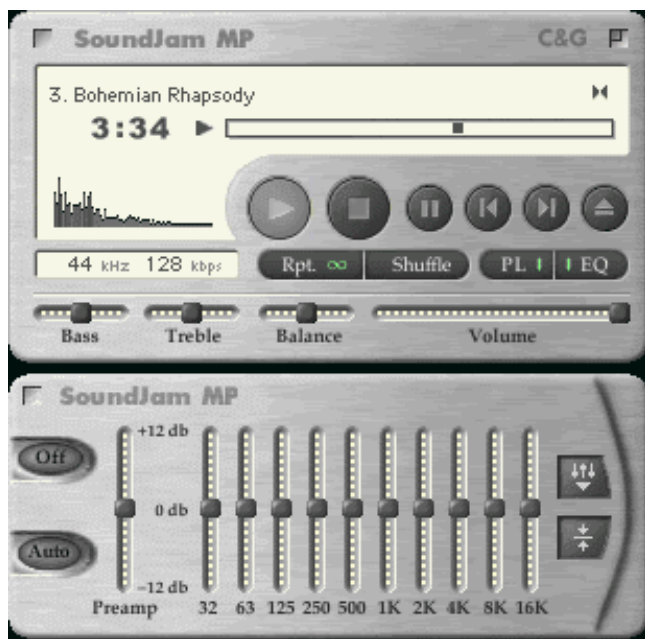 SoundJam MP C&G
3. Bohemian Rhapsody
3:34
44 kHz 128 kbps Rpt. ∞ Shuffle PL EQ
Bass Treble Balance Volume
SoundJam MP
+12 db
Off
0 db
Auto
-12 db
Preamp 32 63 125 250 500 1K 2K 4K 8K 16K